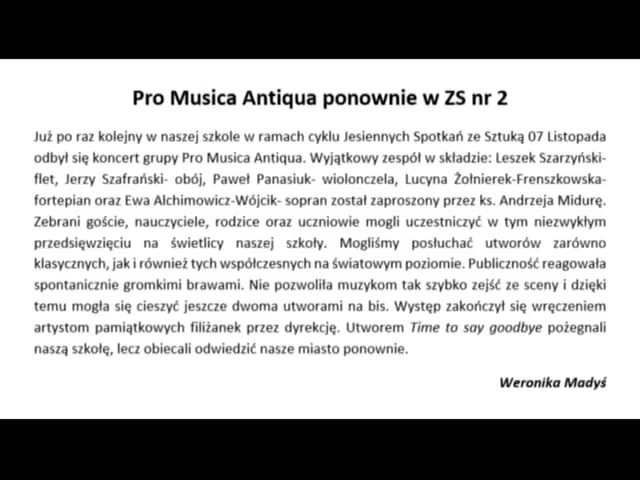 Pro Musica Antiqua ponownie w ZS nr 2
Już po raz kolejny w naszej szkole w ramach cyklu Jesiennych Spotkań ze Sztuką 07 Listopada
odbył się koncert grupy Pro Musica Antiqua. Wyjątkowy zespół w składzie: Leszek Szarzyński-
flet, Jerzy Szafrański- obój, Paweł Panasiuk- wiolonczela, Lucyna Żołnierek-Frenszkowska-
fortepian oraz Ewa Alchimowicz-Wójcik- sopran został zaproszony przez ks. Andrzeja Midurę.
Zebrani goście, nauczyciele, rodzice oraz uczniowie mogli uczestniczyć w tym niezwykłym
przedsięwzięciu na świetlicy naszej szkoły. Mogliśmy posłuchać utworów zarówno
klasycznych, jak i również tych współczesnych na światowym poziomie. Publiczność reagowała
spontanicznie gromkimi brawami. Nie pozwoliła muzykom tak szybko zejść ze sceny i dzięki
temu mogła się cieszyć jeszcze dwoma utworami na bis. Występ zakończył się wręczeniem
artystom pamiątkowych filiżanek przez dyrekcję. Utworem Time to say goodbye pożegnali
naszą szkołę, lecz obiecali odwiedzić nasze miasto ponownie.
Weronika Madyś